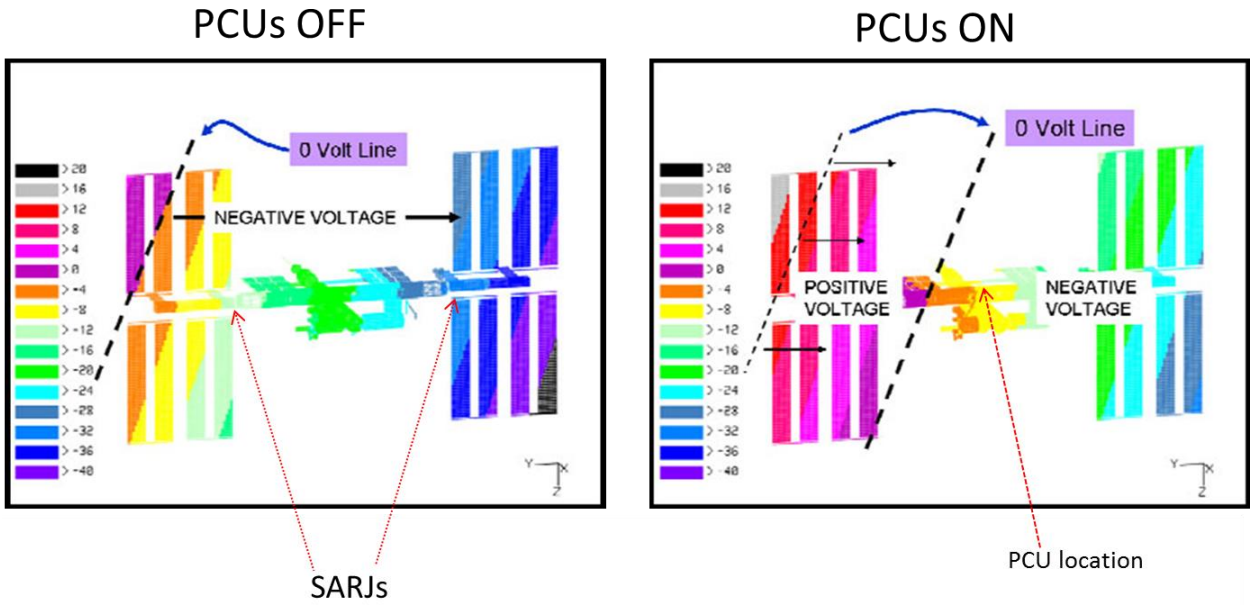 PCUs OFF
0 Volt Line
>20
>16
>12
>8
>4
>0
>-4
>-8
>-12
>-16
>-20
>-24
>-28
>-32
>-36
>-40
NEGATIVE VOLTAGE
Y
X
Z
SARJs
PCUs ON
0 Volt Line
>20
>16
>12
>8
>4
>0
>-4
>-8
>-12
>-16
>-20
>-24
>-28
>-32
>-36
>-40
POSITIVE
VOLTAGE
NEGATIVE
VOLTAGE
Y
X
Z
PCU location